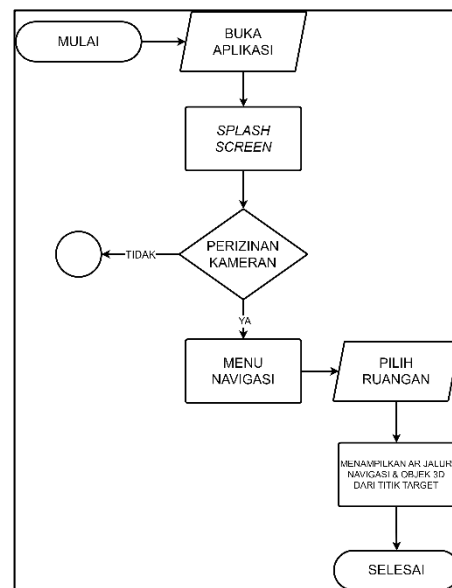 MULAI
BUKA
APLIKASI
SPLASH
SCREEN
PERIZINAN
KAMERAN
TIDAK
YA
MENU
NAVIGASI
PILIH
RUANGAN
MENAMPILKAN AR JALUR
NAVIGASI & OBJEK 3D
DARI TITIK TARGET
SELESAI